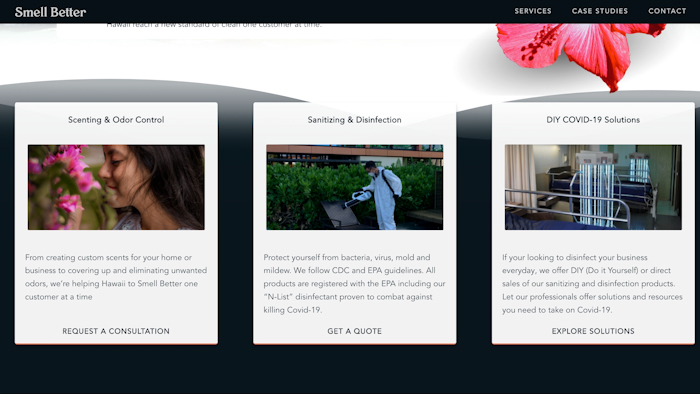 Smell Better
SERVICES CASE STUDIES CONTACT
Hawaii reach a new standard of clean one customer at time.
Scenting & Odor Control
From creating custom scents for your home or
business to covering up and eliminating unwanted
odors, we're helping Hawaii to Smell Better one
customer at a time
REQUEST A CONSULTATION
Sanitizing & Disinfection
Protect yourself from bacteria, virus, mold and
mildew. We follow CDC and EPA guidelines. All
products are registered with the EPA including our
"N-List" disinfectant proven to combat against
killing Covid-19.
GET A QUOTE
DIY COVID-19 Solutions
If your looking to disinfect your business
everyday, we offer DIY (Do it Yourself) or direct
sales of our sanitizing and disinfection products.
Let our professionals offer solutions and resources
you need to take on Covid-19.
EXPLORE SOLUTIONS